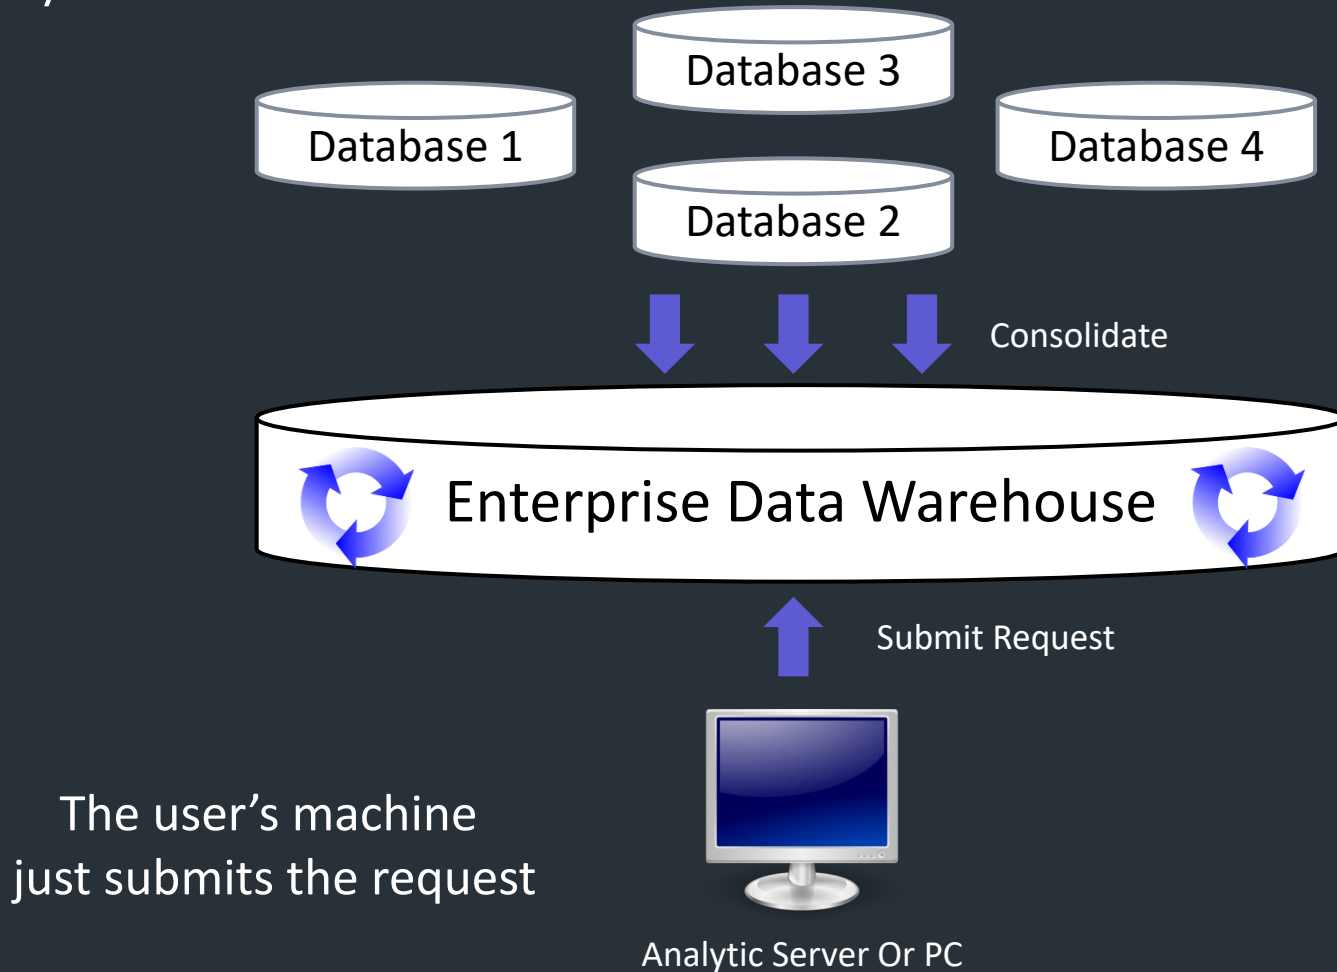 Database 3
Database 1
Database 4
Database 2
Consolidate
Enterprise Data Warehouse
Submit Request
The user’s machine
just submits the request
Analytic Server Or PC